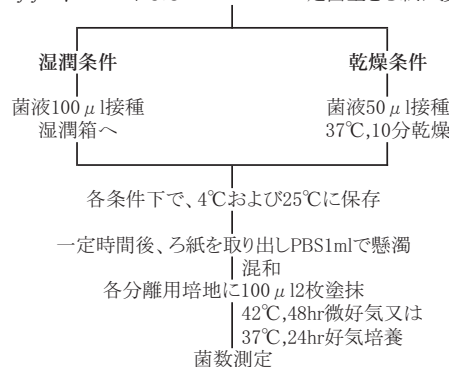 湿潤条件
乾燥条件
菌液100μl接種
湿潤箱へ
菌液50μl接種
37℃,10分乾燥
各条件下で、4℃および25℃に保存
一定時間後、ろ紙を取り出しPBS1mlで懸濁
混和
各分離用培地に100μl2枚塗抹
42℃,48hr微好気又は
37℃,24hr好気培養
菌数測定